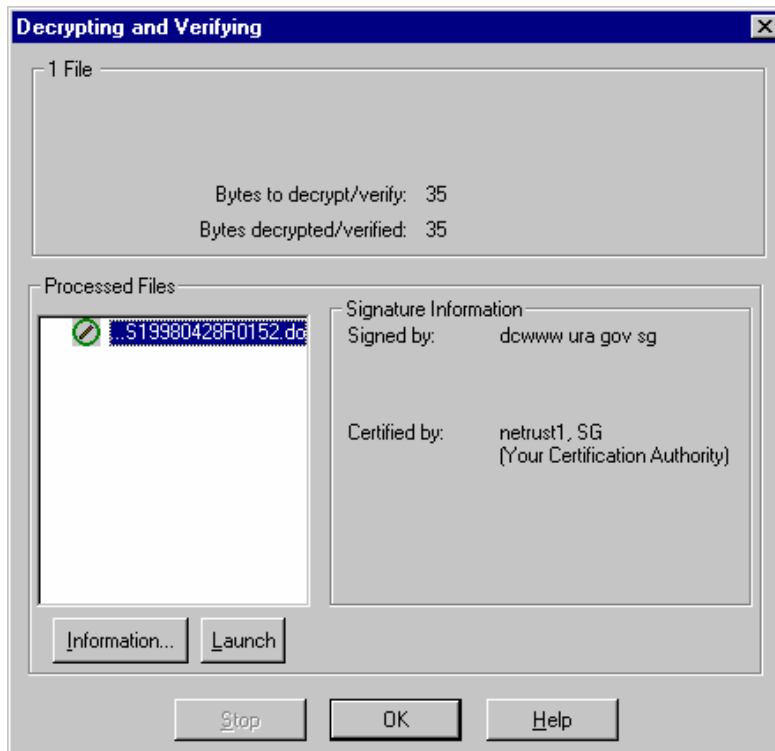 Decrypting and Verifying
1 File
Bytes to decrypt/verify: 35
Bytes decrypted/verified: 35
Processed Files
...S19980428R0152.do
Signature Information
Signed by: dcwww ura gov sg
Certified by: netrust1, SG
(Your Certification Authority)
Information... Launch
Stop OK Help